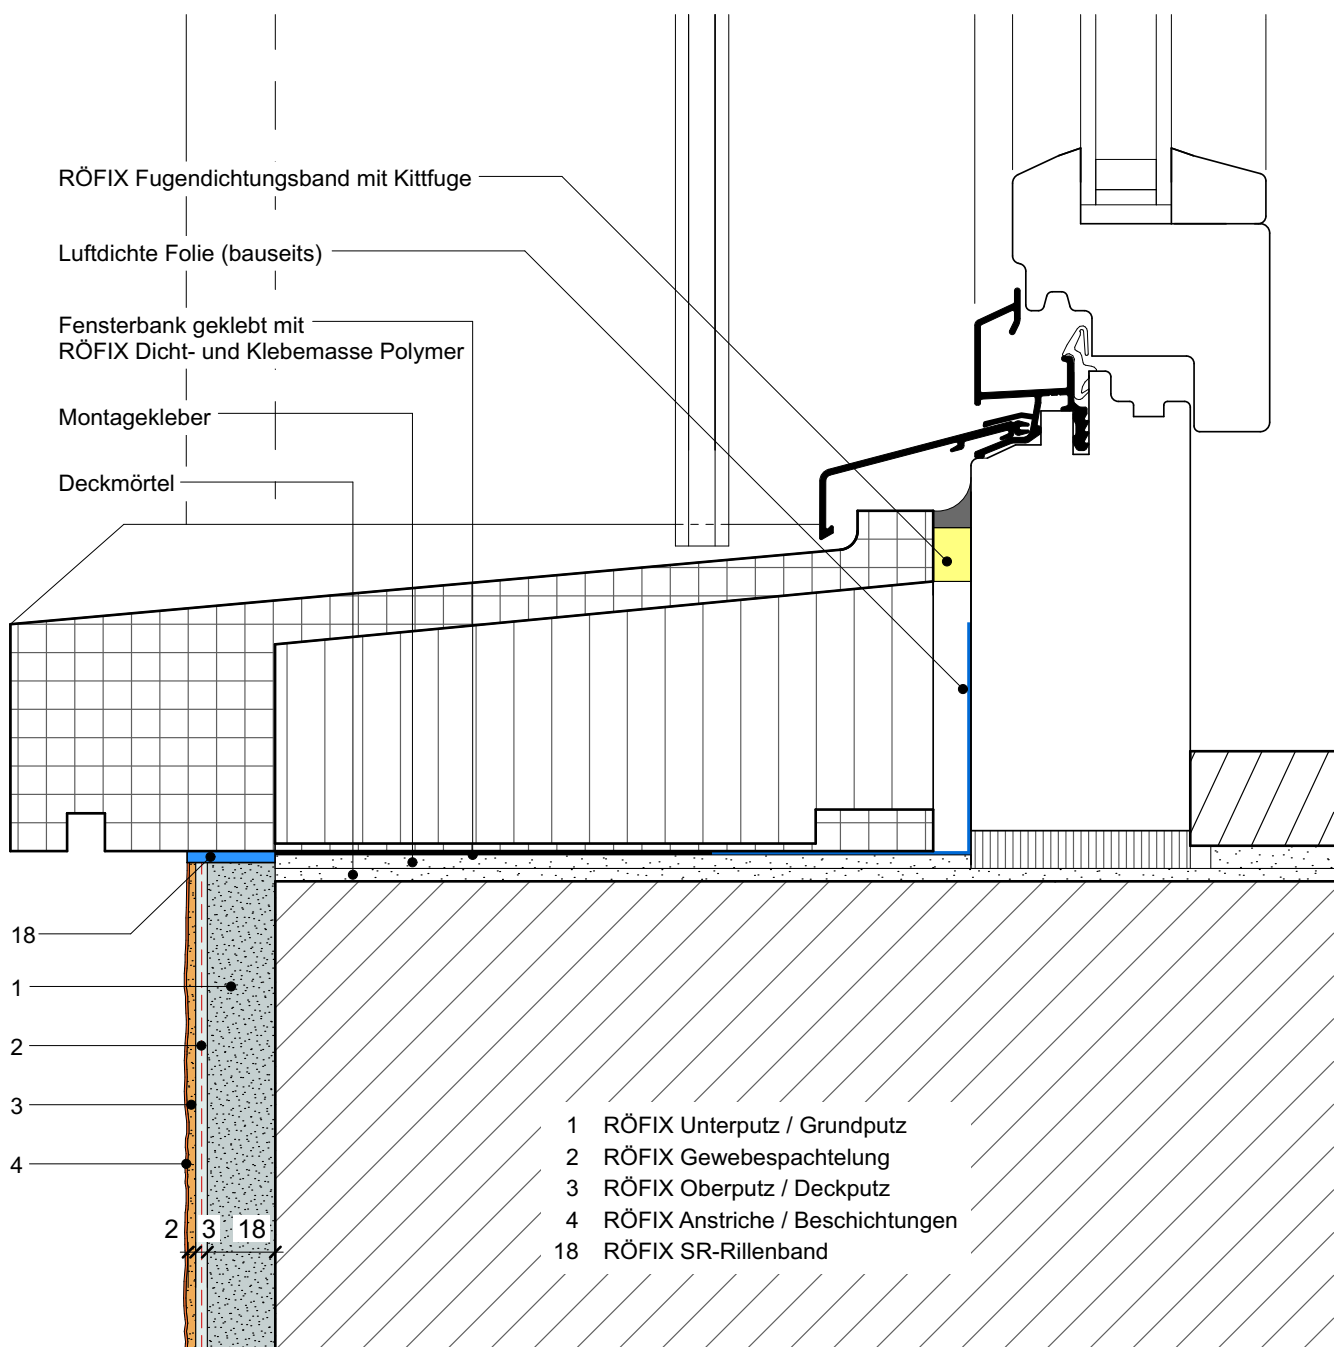 RÖFIX Fugendichtungsband mit Kittfuge
Luftdichte Folie (bauseits)
Fensterbank geklebt mit
RÖFIX Dicht- und Klebemasse Polymer
Montagekleber
Deckmörtel
18
1
2
3
4
2 3 18
1 RÖFIX Unterputz / Grundputz
2 RÖFIX Gewebespachtelung
3 RÖFIX Oberputz / Deckputz
4 RÖFIX Anstriche / Beschichtungen
18 RÖFIX SR-Rillenband